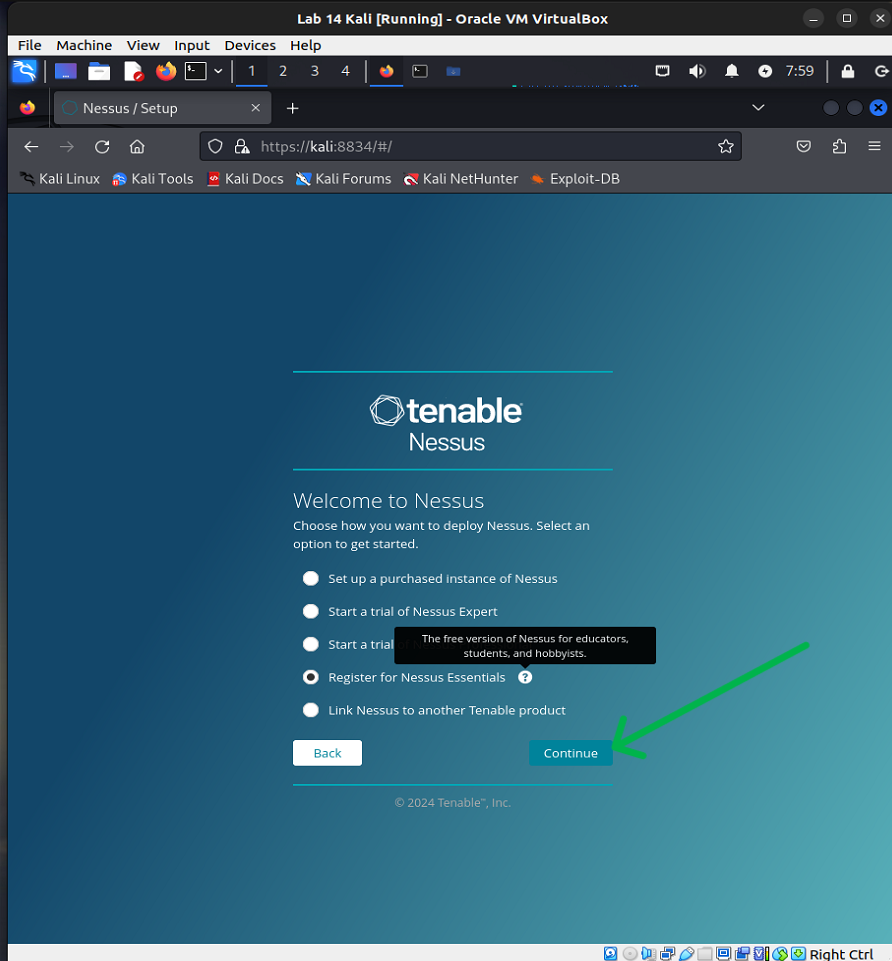 Lab 14 Kali [Running] - Oracle VM VirtualBox
File Machine View Input Devices Help
1 2 3 4 7:59
Nessus / Setup
https://kali:8834/#/
Kali Linux Kali Tools Kali Docs Kali Forums Kali NetHunter Exploit-DB
tenable
Nessus
Welcome to Nessus
Choose how you want to deploy Nessus. Select an
option to get started.
Set up a purchased instance of Nessus
Start a trial of Nessus Expert
The free version of Nessus for educators,
students, and hobbyists.
Start a trial
Register for Nessus Essentials ?
Link Nessus to another Tenable product
Back Continue
© 2024 Tenable™, Inc.
Right Ctrl